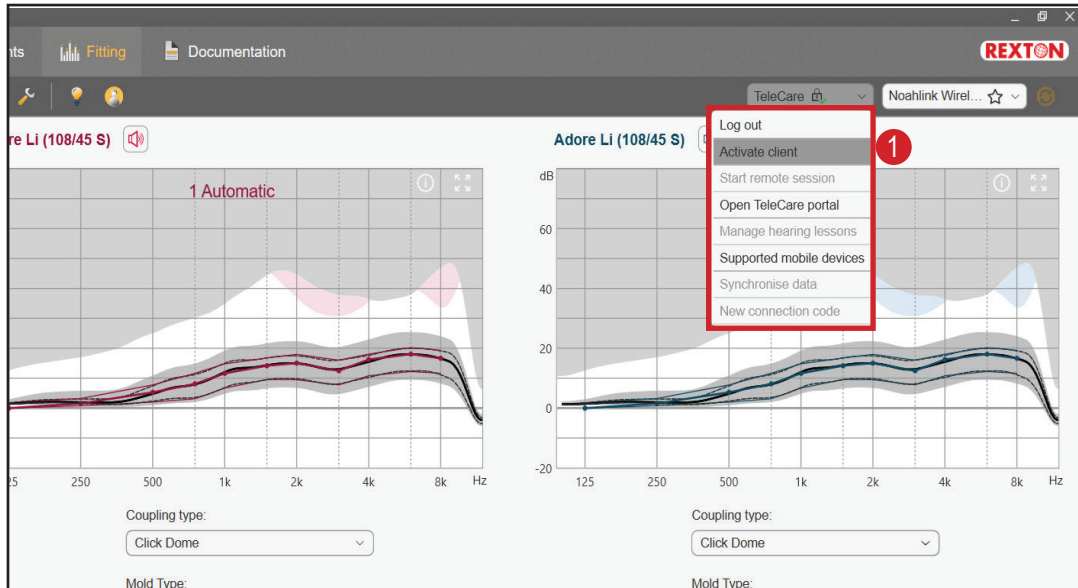 nts Fitting Documentation REXTON
TeleCare Noahlink Wirel...
re Li (108/45 S) Adore Li (108/45 S)
Log out
Activate client
1
Start remote session
Open TeleCare portal
Manage hearing lessons
Supported mobile devices
Synchronise data
New connection code
1 Automatic
dB
60
40
20
0
-20
25 250 500 1k 2k 4k 8k Hz
125 250 500 1k 2k 4k 8k Hz
Coupling type: Coupling type:
Click Dome Click Dome
Mold Type: Mold Type: